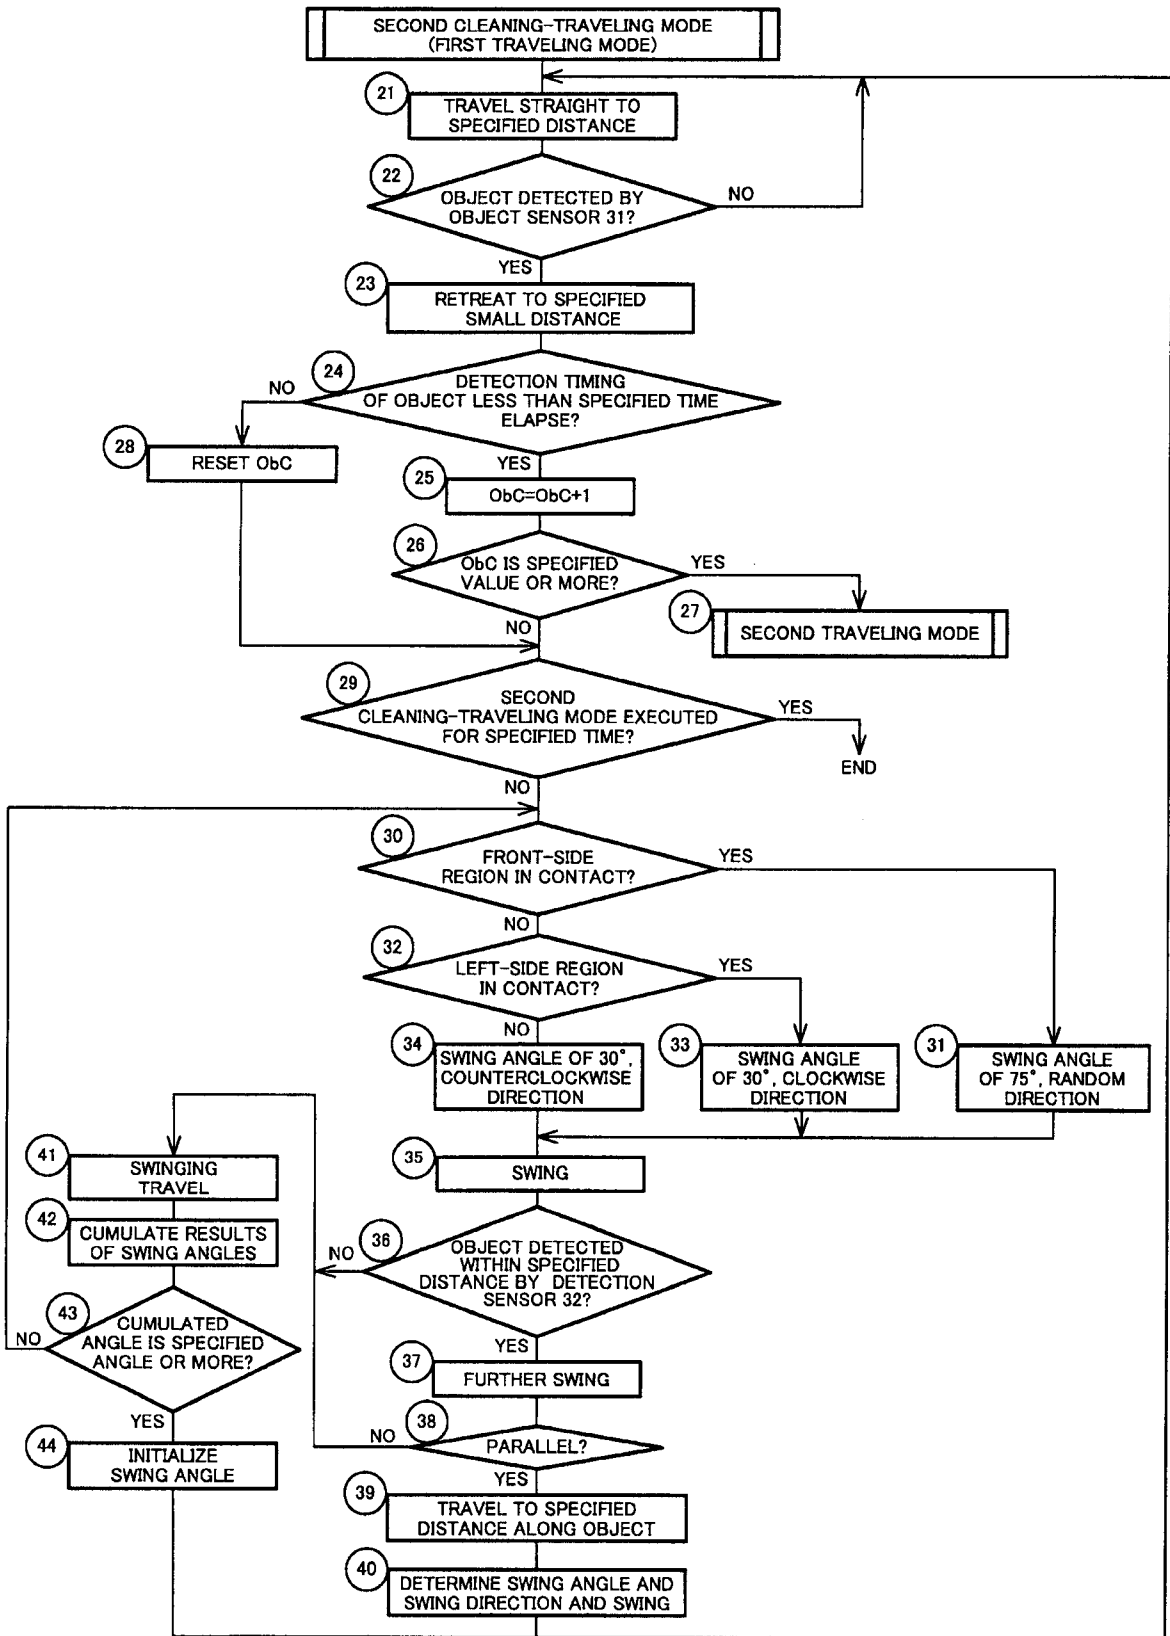 SECOND CLEANING-TRAVELING MODE
(FIRST TRAVELING MODE)
21
TRAVEL STRAIGHT TO
SPECIFIED DISTANCE
22
OBJECT DETECTED BY
OBJECT SENSOR 31?
NO
YES
23
RETREAT TO SPECIFIED
SMALL DISTANCE
24
NO
DETECTION TIMING
OF OBJECT LESS THAN SPECIFIED TIME
ELAPSE?
28
RESET ObC
YES
25
ObC=ObC+1
26
ObC IS SPECIFIED
VALUE OR MORE?
YES
27
SECOND TRAVELING MODE
NO
29
SECOND
CLEANING-TRAVELING MODE EXECUTED
FOR SPECIFIED TIME?
YES
END
NO
30
FRONT-SIDE
REGION IN CONTACT?
YES
NO
32
LEFT-SIDE REGION
IN CONTACT?
YES
NO
34
SWING ANGLE OF 30°,
COUNTERCLOCKWISE
DIRECTION
33
SWING ANGLE
OF 30°, CLOCKWISE
DIRECTION
31
SWING ANGLE
OF 75°, RANDOM
DIRECTION
35
SWING
41
SWINGING
TRAVEL
42
CUMULATE RESULTS
OF SWING ANGLES
36
NO
OBJECT DETECTED
WITHIN SPECIFIED
DISTANCE BY DETECTION
SENSOR 32?
43
NO
CUMULATED
ANGLE IS SPECIFIED
ANGLE OR MORE?
YES
37
FURTHER SWING
38
NO
PARALLEL?
YES
44
INITIALIZE
SWING ANGLE
YES
39
TRAVEL TO SPECIFIED
DISTANCE ALONG OBJECT
40
DETERMINE SWING ANGLE AND
SWING DIRECTION AND SWING